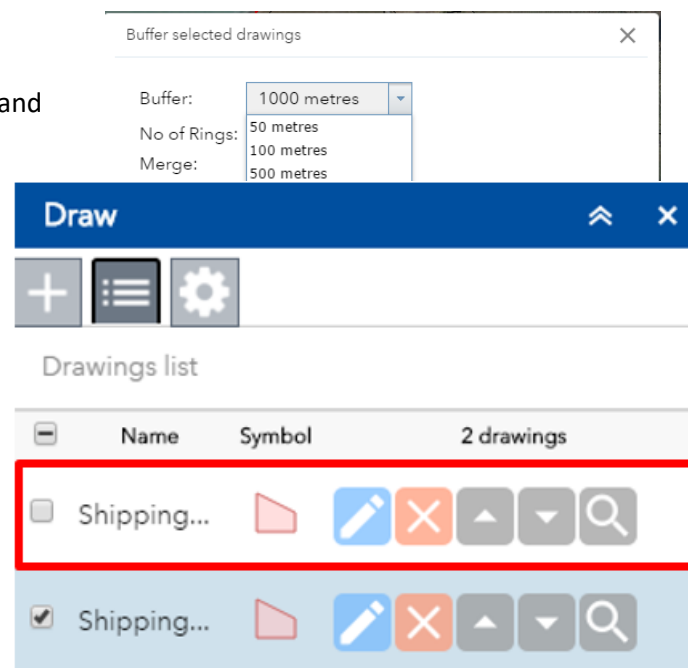 Buffer selected drawings
and
Buffer: 1000 metres
No of Rings: 50 metres
100 metres
Merge:
500 metres
Draw
Drawings list
Name Symbol 2 drawings
Shipping...
Shipping...